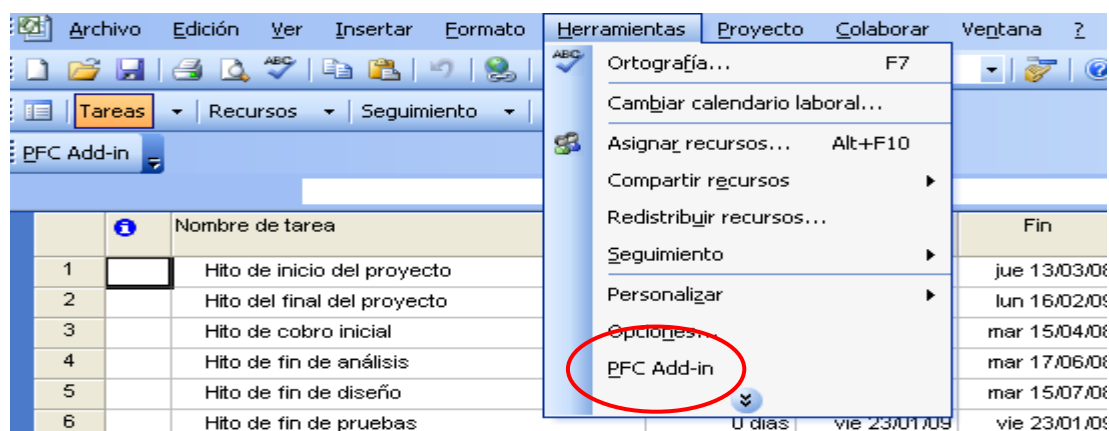 Archivo Edición Ver Insertar Formato Herramientas Proyecto Colaborar Ventana ?
Ortografía... F7
Cambiar calendario laboral...
Tareas Recursos Seguimiento
Asignar recursos... Alt+F10
PFC Add-in
Compartir recursos
Redistribuir recursos...
Nombre de tarea Fin
Seguimiento
1 Hito de inicio del proyecto jue 13/03/08
2 Hito del final del proyecto lun 16/02/09
Personalizar
3 Hito de cobro inicial mar 15/04/08
Opciones...
4 Hito de fin de análisis mar 17/06/08
PFC Add-in
5 Hito de fin de diseño mar 15/07/08
6 Hito de fin de pruebas 0 días vie 23/01/09 vie 23/01/09